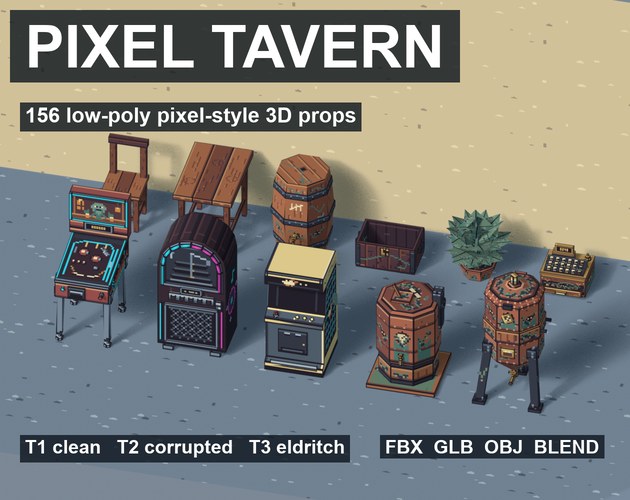 PIXEL TAVERN
156 low-poly pixel-style 3D props
T1 clean T2 corrupted T3 eldritch
FBX GLB OBJ BLEND